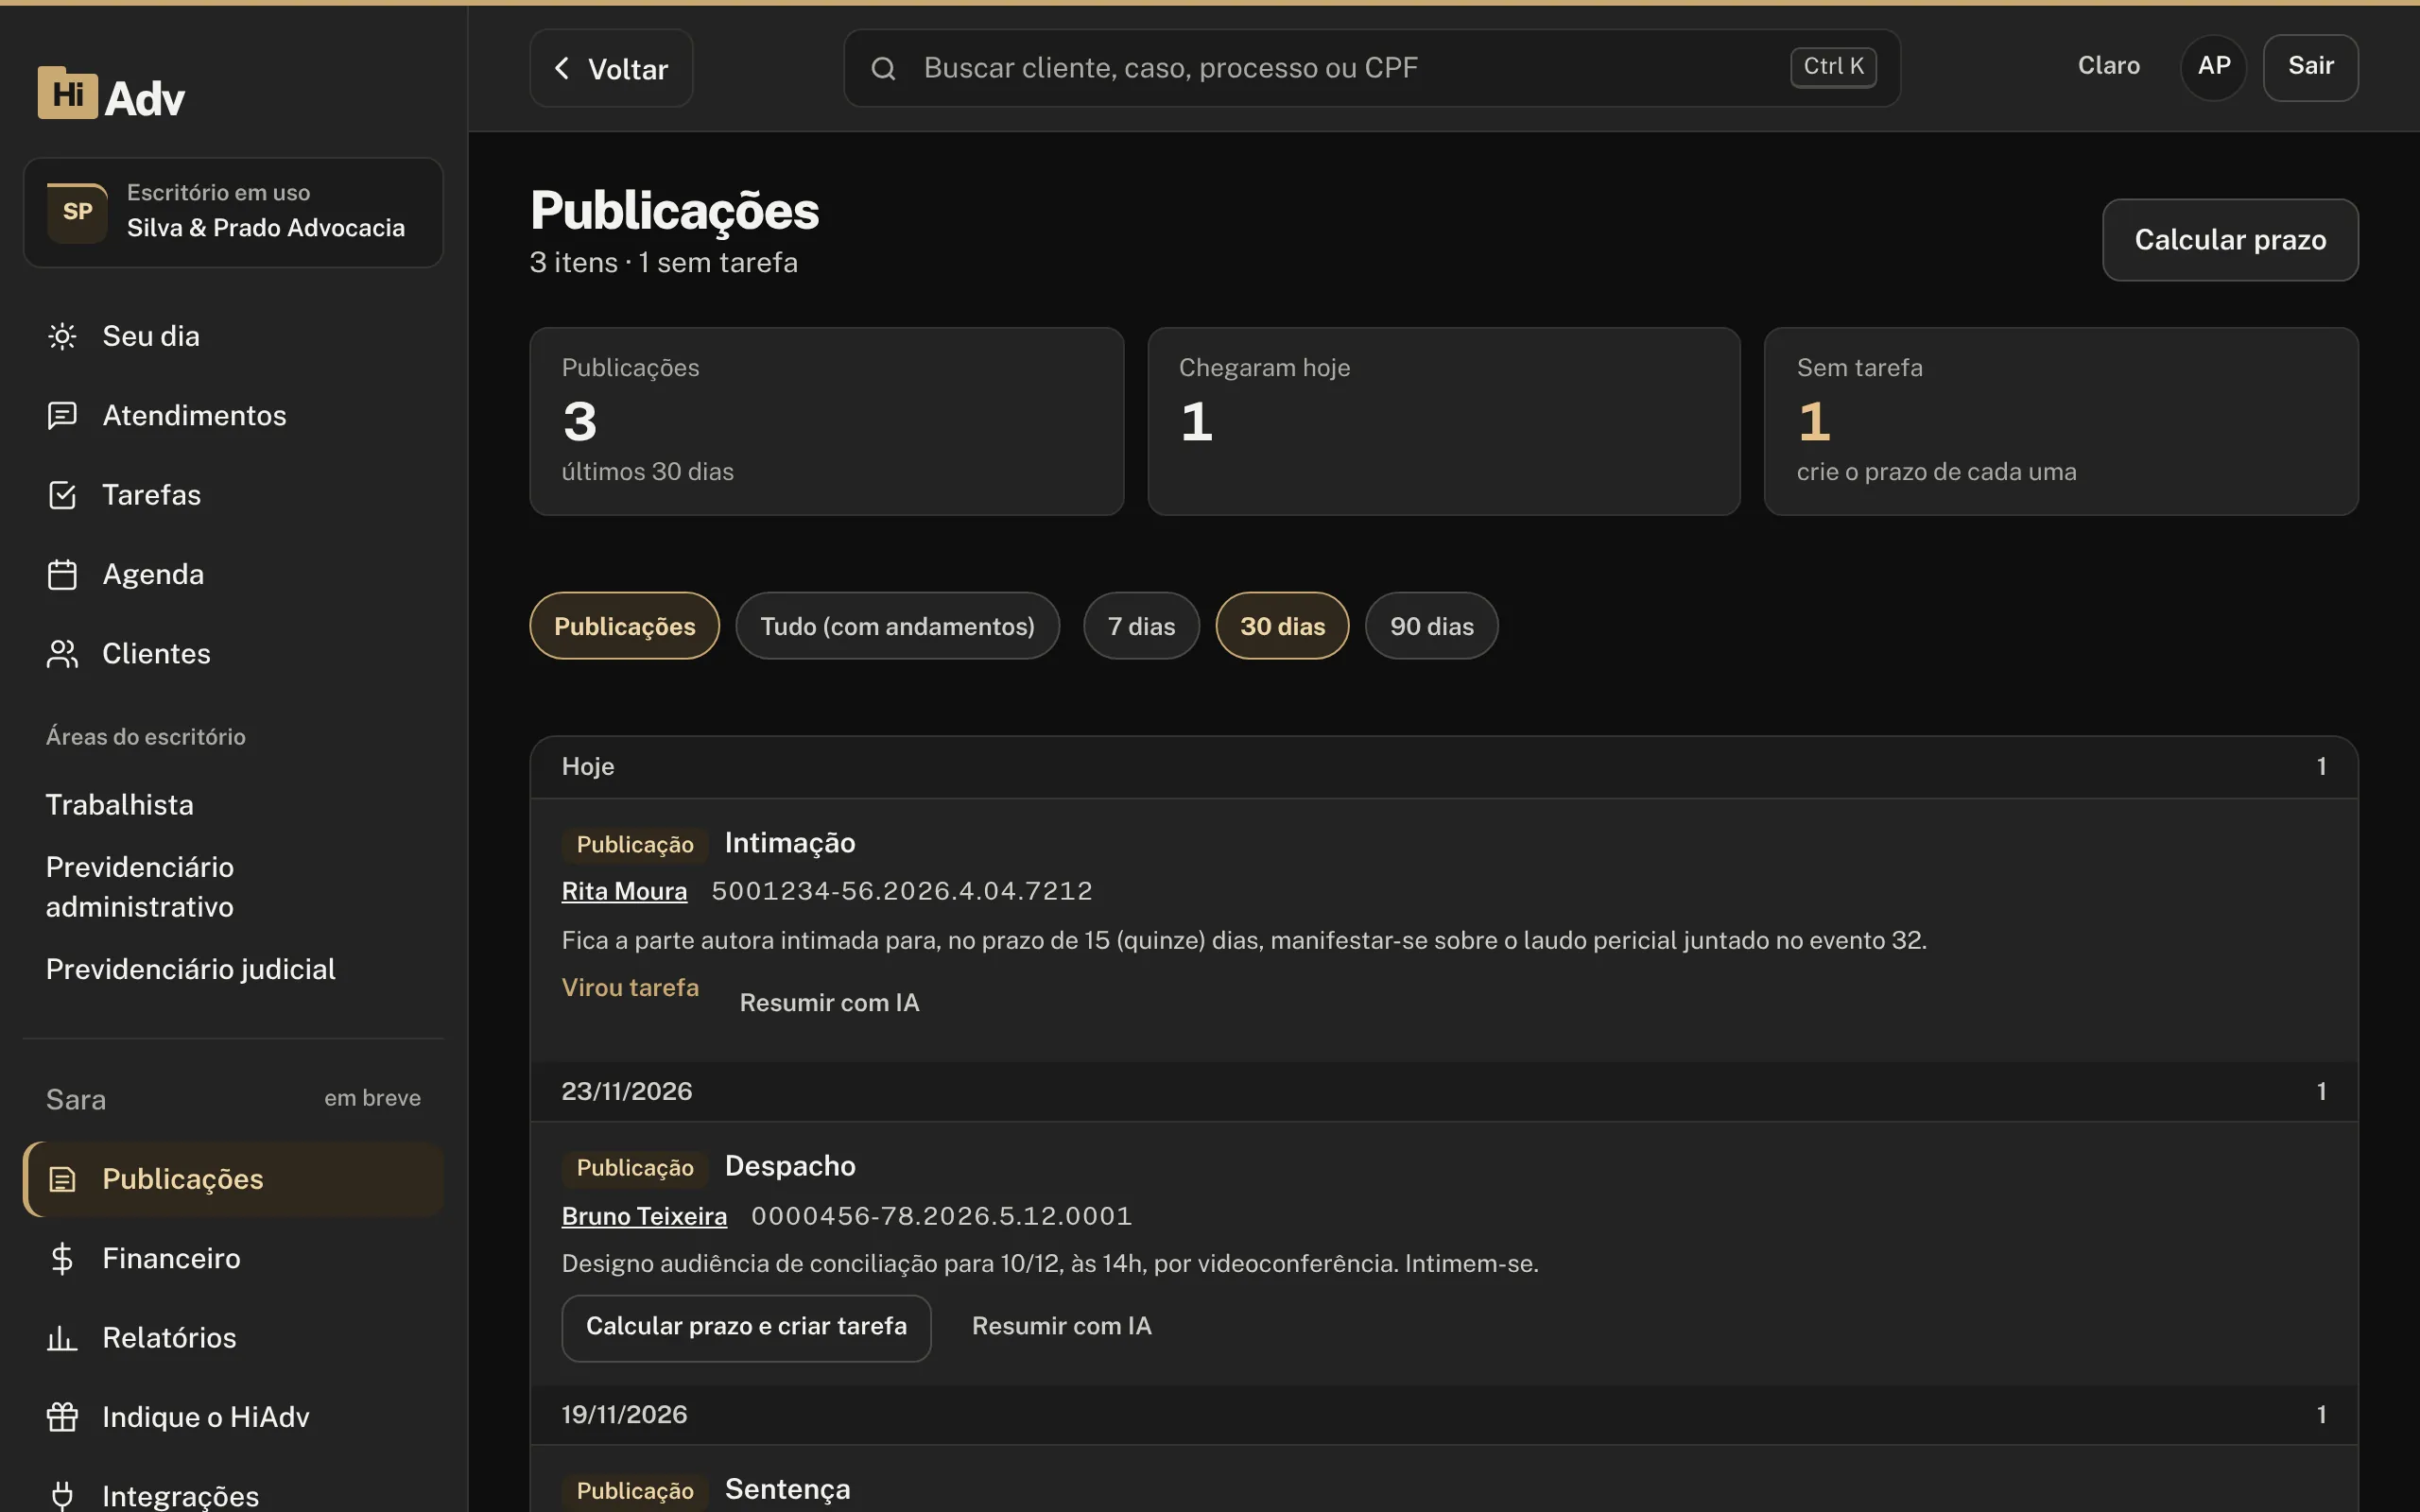 Hi Adv
SP
Escritório em uso
Silva & Prado Advocacia
Seu dia
Atendimentos
Tarefas
Agenda
Clientes
Áreas do escritório
Trabalhista
Previdenciário
administrativo
Previdenciário judicial
Sara em breve
Publicações
Financeiro
Relatórios
Indique o HiAdv
Integrações
Voltar
Buscar cliente, caso, processo ou CPF
Ctrl K
Claro
AP
Sair
Publicações
3 itens · 1 sem tarefa
Calcular prazo
Publicações
3
últimos 30 dias
Chegaram hoje
1
Sem tarefa
1
crie o prazo de cada uma
Publicações
Tudo (com andamentos)
7 dias
30 dias
90 dias
Hoje 1
Publicação Intimação
Rita Moura 5001234-56.2026.4.04.7212
Fica a parte autora intimada para, no prazo de 15 (quinze) dias, manifestar-se sobre o laudo pericial juntado no evento 32.
Virou tarefa Resumir com IA
23/11/2026 1
Publicação Despacho
Bruno Teixeira 0000456-78.2026.5.12.0001
Designo audiência de conciliação para 10/12, às 14h, por videoconferência. Intimem-se.
Calcular prazo e criar tarefa Resumir com IA
19/11/2026 1
Publicação Sentença